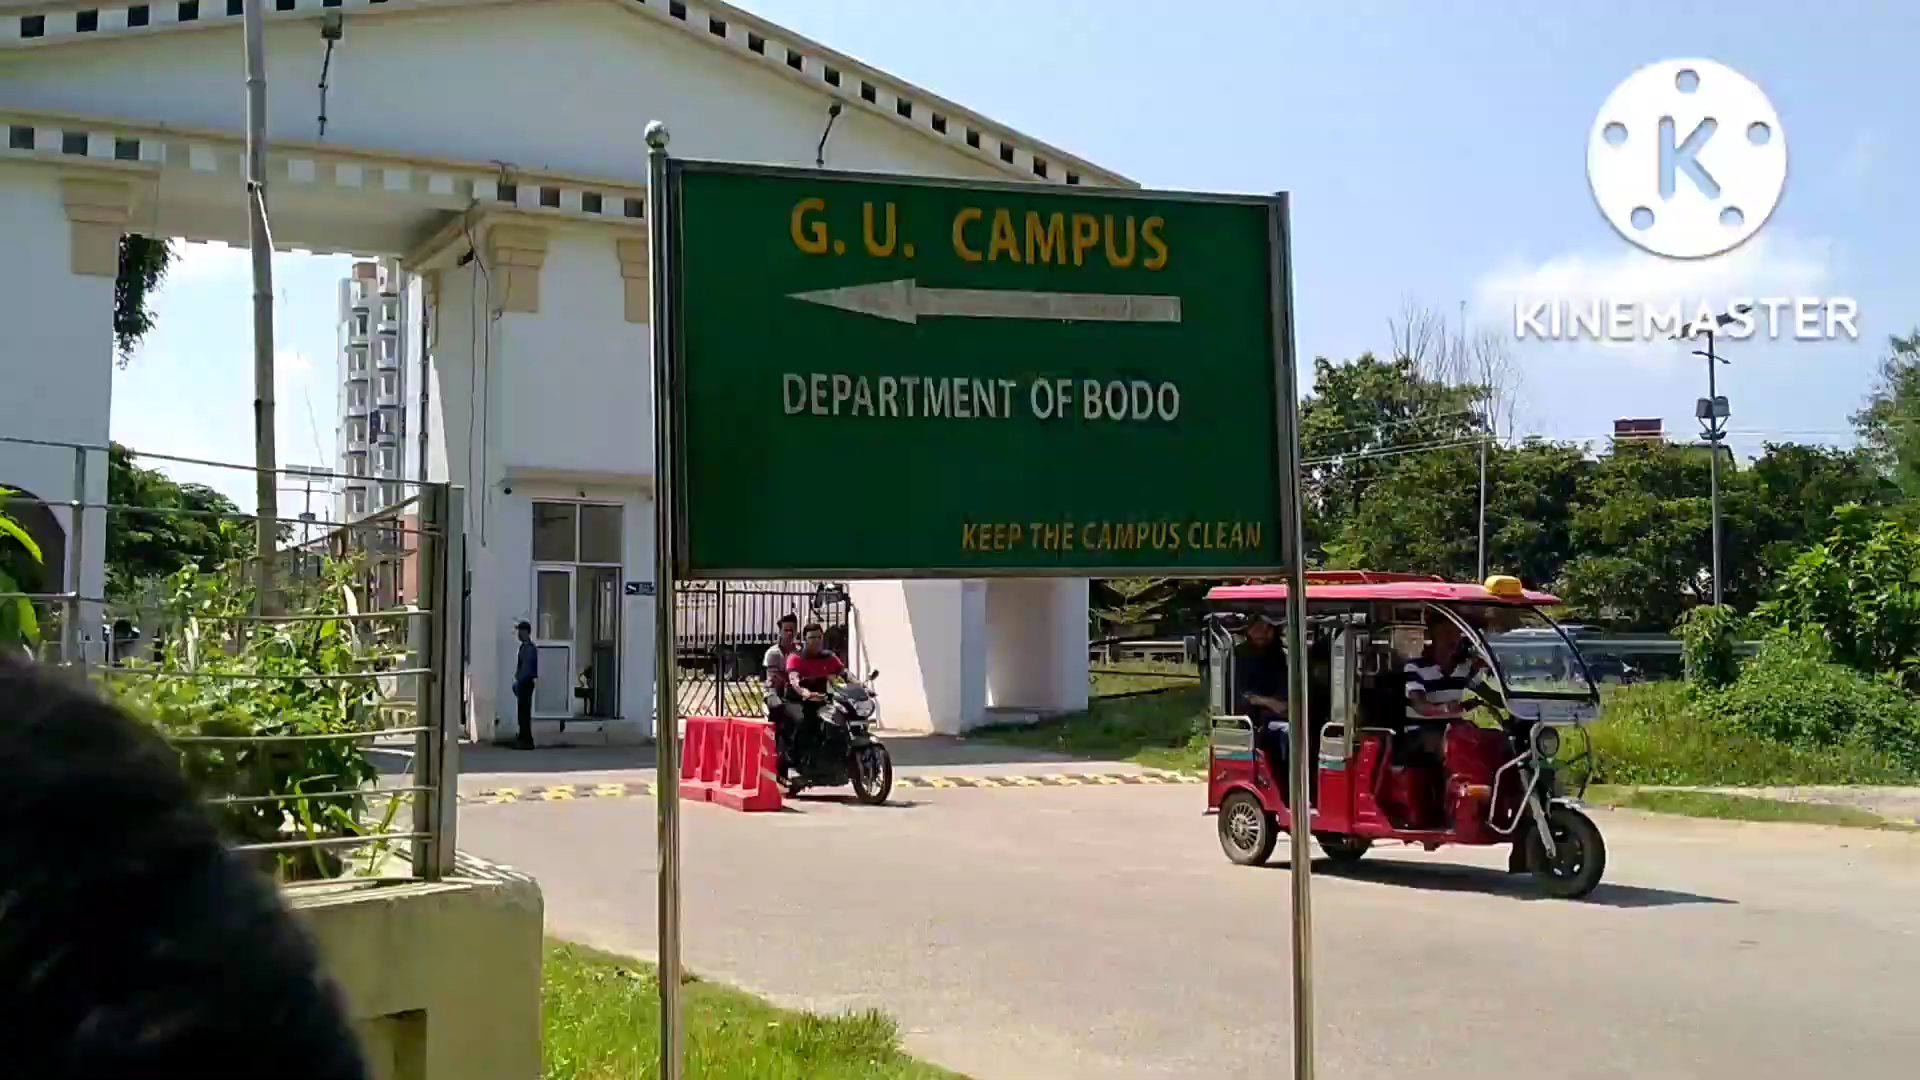 G. U. CAMPUS
DEPARTMENT OF BODO
KEEP THE CAMPUS CLEAN
K
KINEMASTER